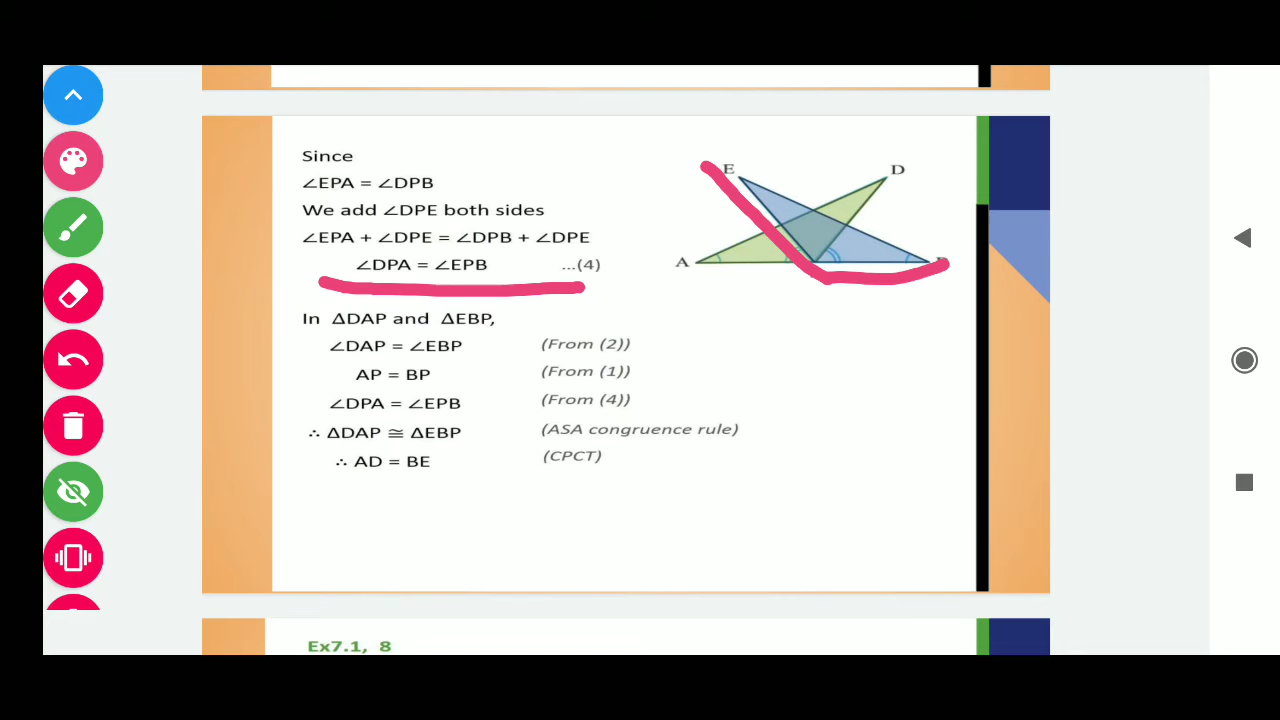 Since
∠EPA = ∠DPB
We add ∠DPE both sides
∠EPA + ∠DPE = ∠DPB + ∠DPE
∠DPA = ∠EPB ...(4)
E
D
A
In ΔDAP and ΔEBP,
∠DAP = ∠EBP (From (2))
AP = BP (From (1))
∠DPA = ∠EPB (From (4))
∴ ΔDAP ≅ ΔEBP (ASA congruence rule)
∴ AD = BE (CPCT)
Ex7.1, 8